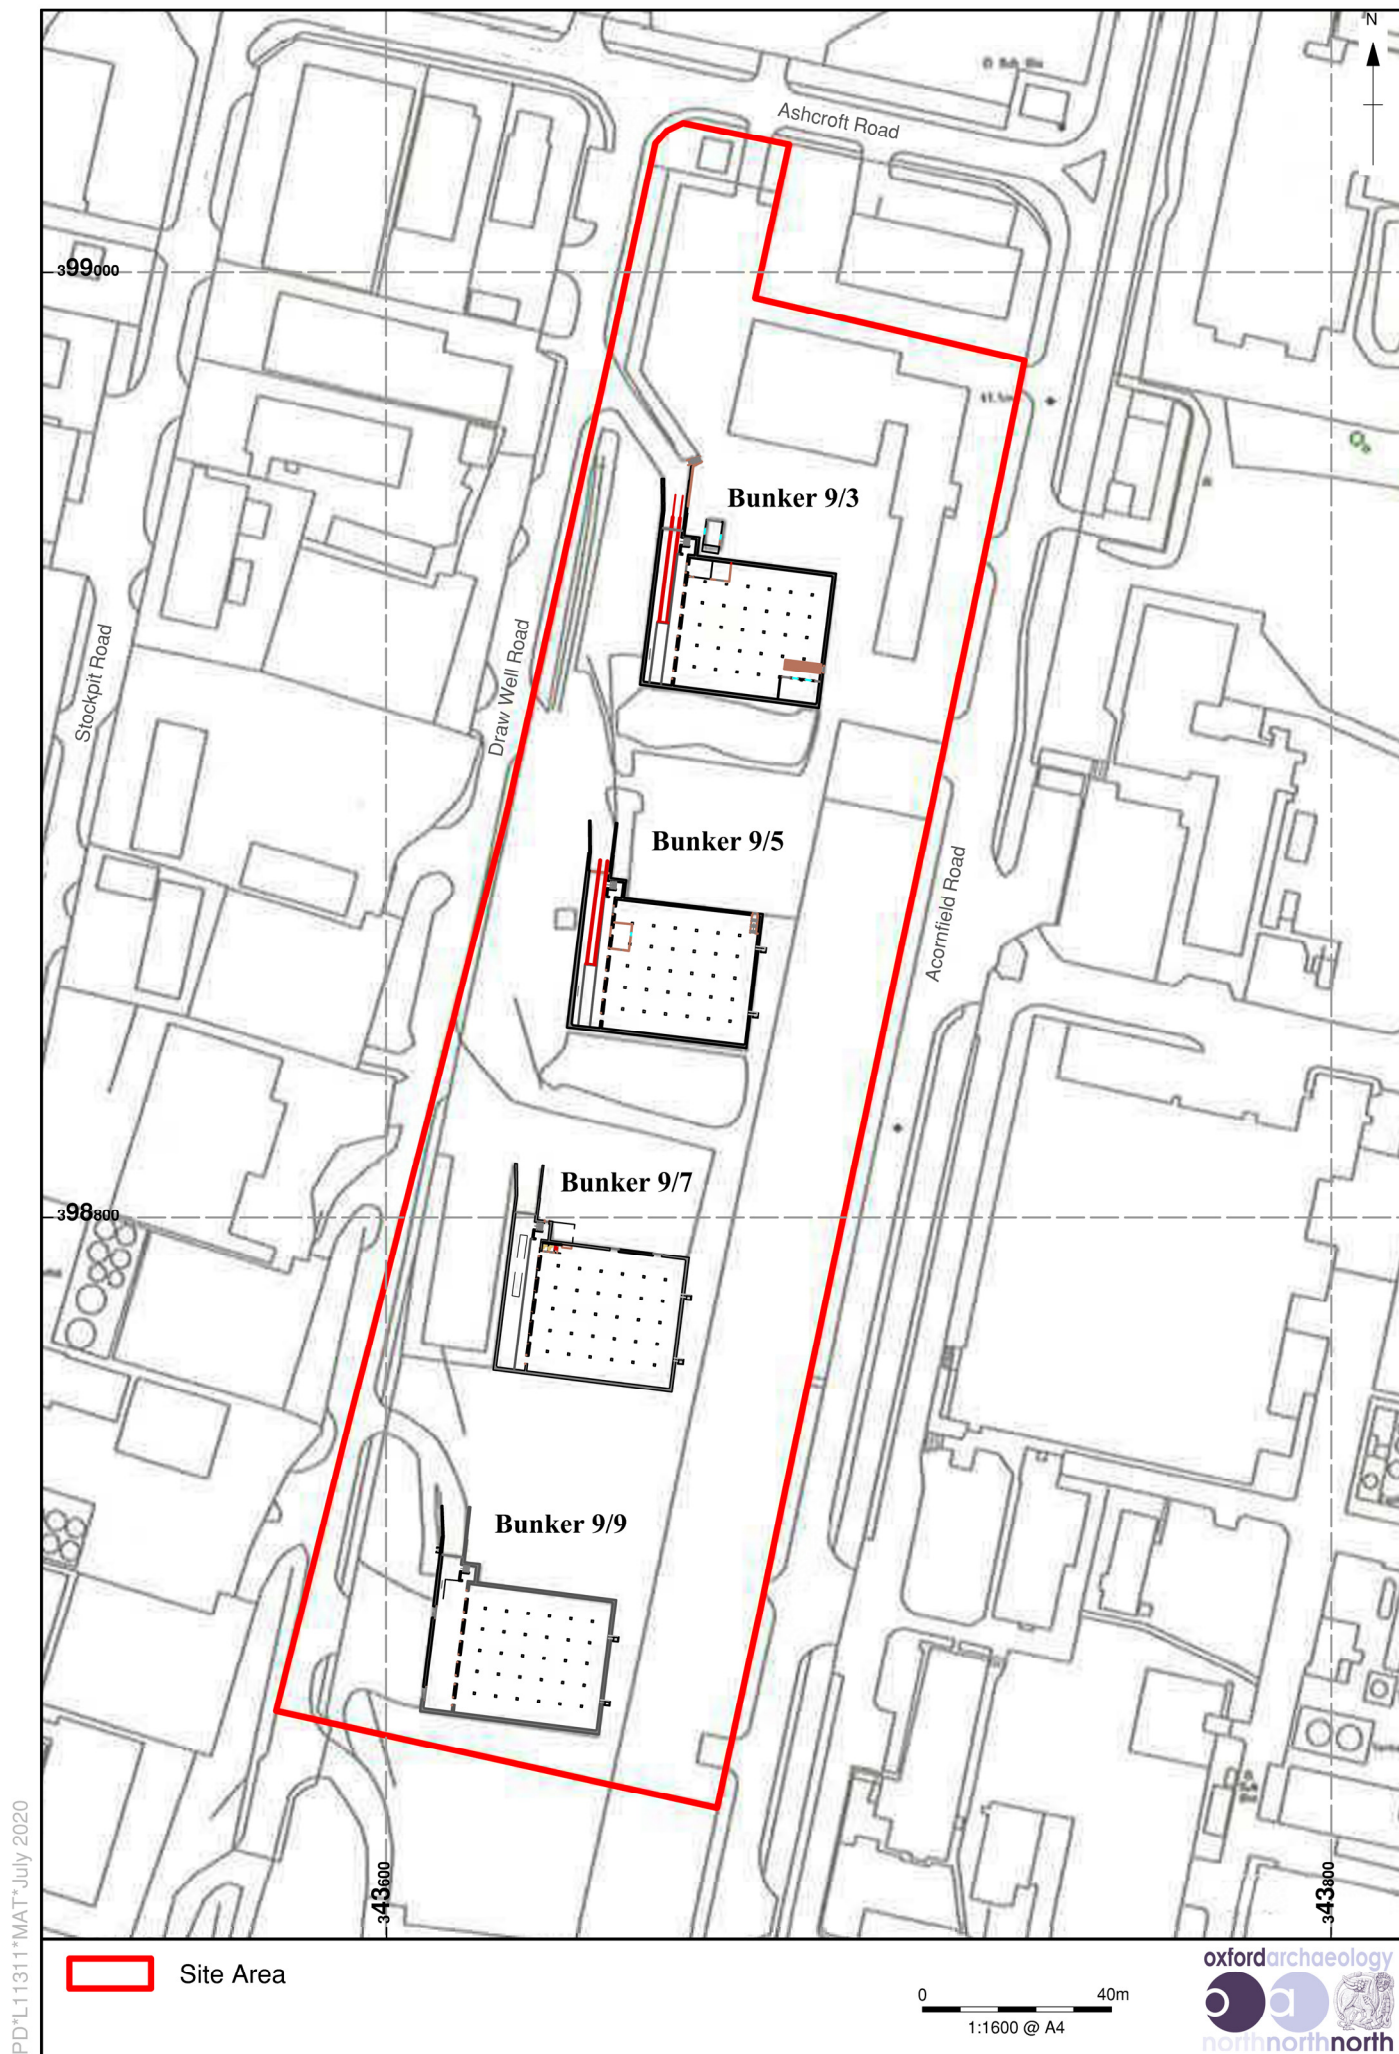 N
Ashcroft Road
399000
Bunker 9/3
Stockpit Road
Draw Well Road
Bunker 9/5
Acornfield Road
Bunker 9/7
398800
Bunker 9/9
343600
343800
PD*L11311*MAT*July 2020
Site Area
0
40m
1:1600 @ A4
oxfordarchaeology
northnorthnorth